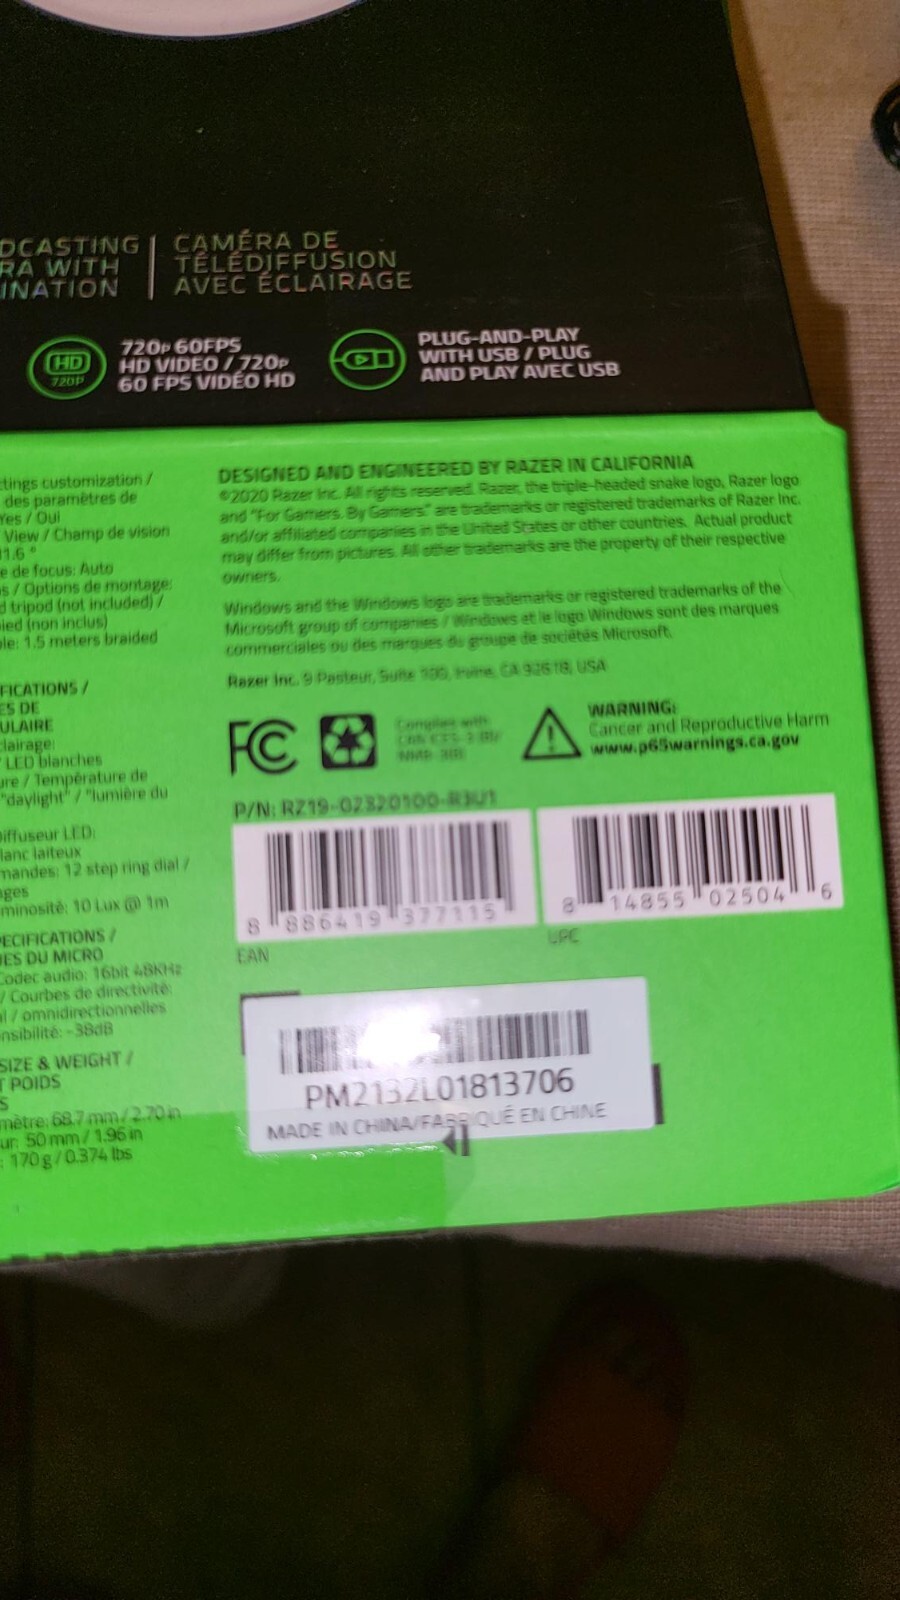 DCASTING
RA WITH
INATION
CAMÉRA DE
TÉLÉDIFFUSION
AVEC ÉCLAIRAGE
HD
720P
720p 60FPS
HD VIDEO / 720p
60 FPS VIDÉO HD
PLUG-AND-PLAY
WITH USB / PLUG
AND PLAY AVEC USB
tings customization /
des paramètres de
Yes / Oui
View / Champ de vision
1.6 °
e de focus: Auto
s / Options de montage:
d tripod (not included) /
ied (non inclus)
le: 1.5 meters braided
FICATIONS /
ES DE
ULAIRE
clairage:
LED blanches
ure / Température de
"daylight" / "lumière du
diffuseur LED:
lanc laiteux
mandes: 12 step ring dial /
ages
minosité: 10 Lux @ 1m
PECIFICATIONS /
UES DU MICRO
Codec audio: 16bit 48KHz
/ Courbes de directivité:
l / omnidirectionnelles
nsibilité: -38dB
SIZE & WEIGHT /
T POIDS
S
mètre: 68.7 mm / 2.70 in
ur: 50 mm / 1.96 in
: 170 g / 0.374 lbs
DESIGNED AND ENGINEERED BY RAZER IN CALIFORNIA
©2020 Razer Inc. All rights reserved. Razer, the triple-headed snake logo, Razer logo
and "For Gamers. By Gamers" are trademarks or registered trademarks of Razer Inc.
and/or affiliated companies in the United States or other countries. Actual product
may differ from pictures. All other trademarks are the property of their respective
owners.
Windows and the Windows logo are trademarks or registered trademarks of the
Microsoft group of companies / Windows et le logo Windows sont des marques
commerciales ou des marques du groupe de sociétés Microsoft.
Razer Inc. 9 Pasteur, Suite 100, Irvine, CA 92618, USA
FC
Complies with
WARNING:
Cancer and Reproductive Harm
www.p65warnings.ca.gov
P/N: RZ19-02320100-R3U1
8 886419 377115
EAN
8 14855 02504 6
UPC
PM2132L01813706
MADE IN CHINA/FABRIQUÉ EN CHINE